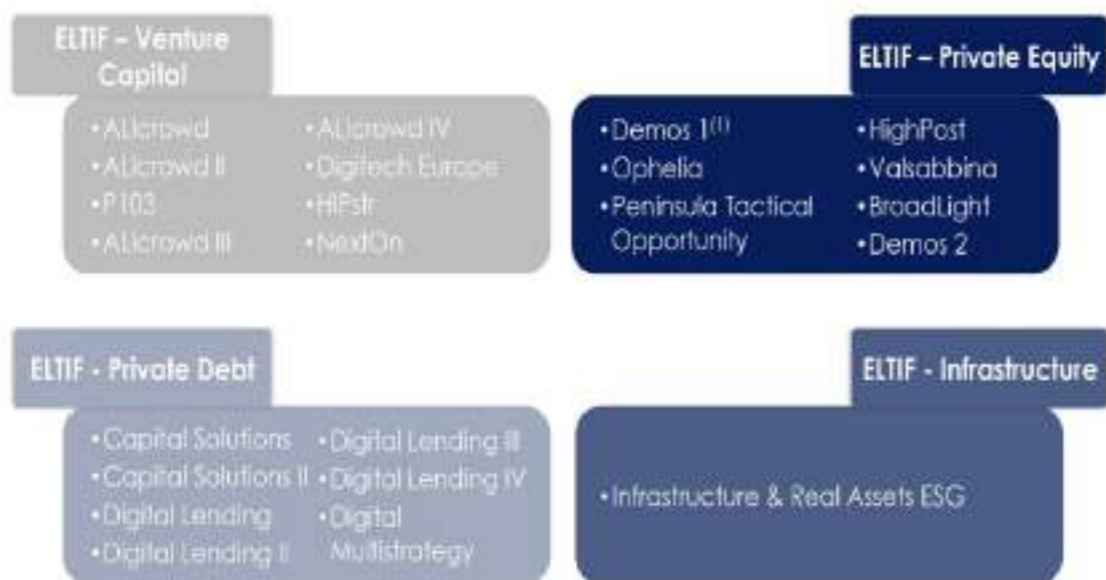 ELTIF – Venture
Capital
• ALIcrowd
• ALIcrowd II
• P103
• ALIcrowd III
• ALIcrowd IV
• Digitech Europe
• HIPstr
• NextOn
ELTIF – Private Equity
• Demos 1(1)
• Ophelia
• Peninsula Tactical
Opportunity
• HighPost
• Valsabbina
• BroadLight
• Demos 2
ELTIF - Private Debt
• Capital Solutions
• Capital Solutions II
• Digital Lending
• Digital Lending II
• Digital Lending III
• Digital Lending IV
• Digital
Multistrategy
ELTIF - Infrastructure
• Infrastructure & Real Assets ESG